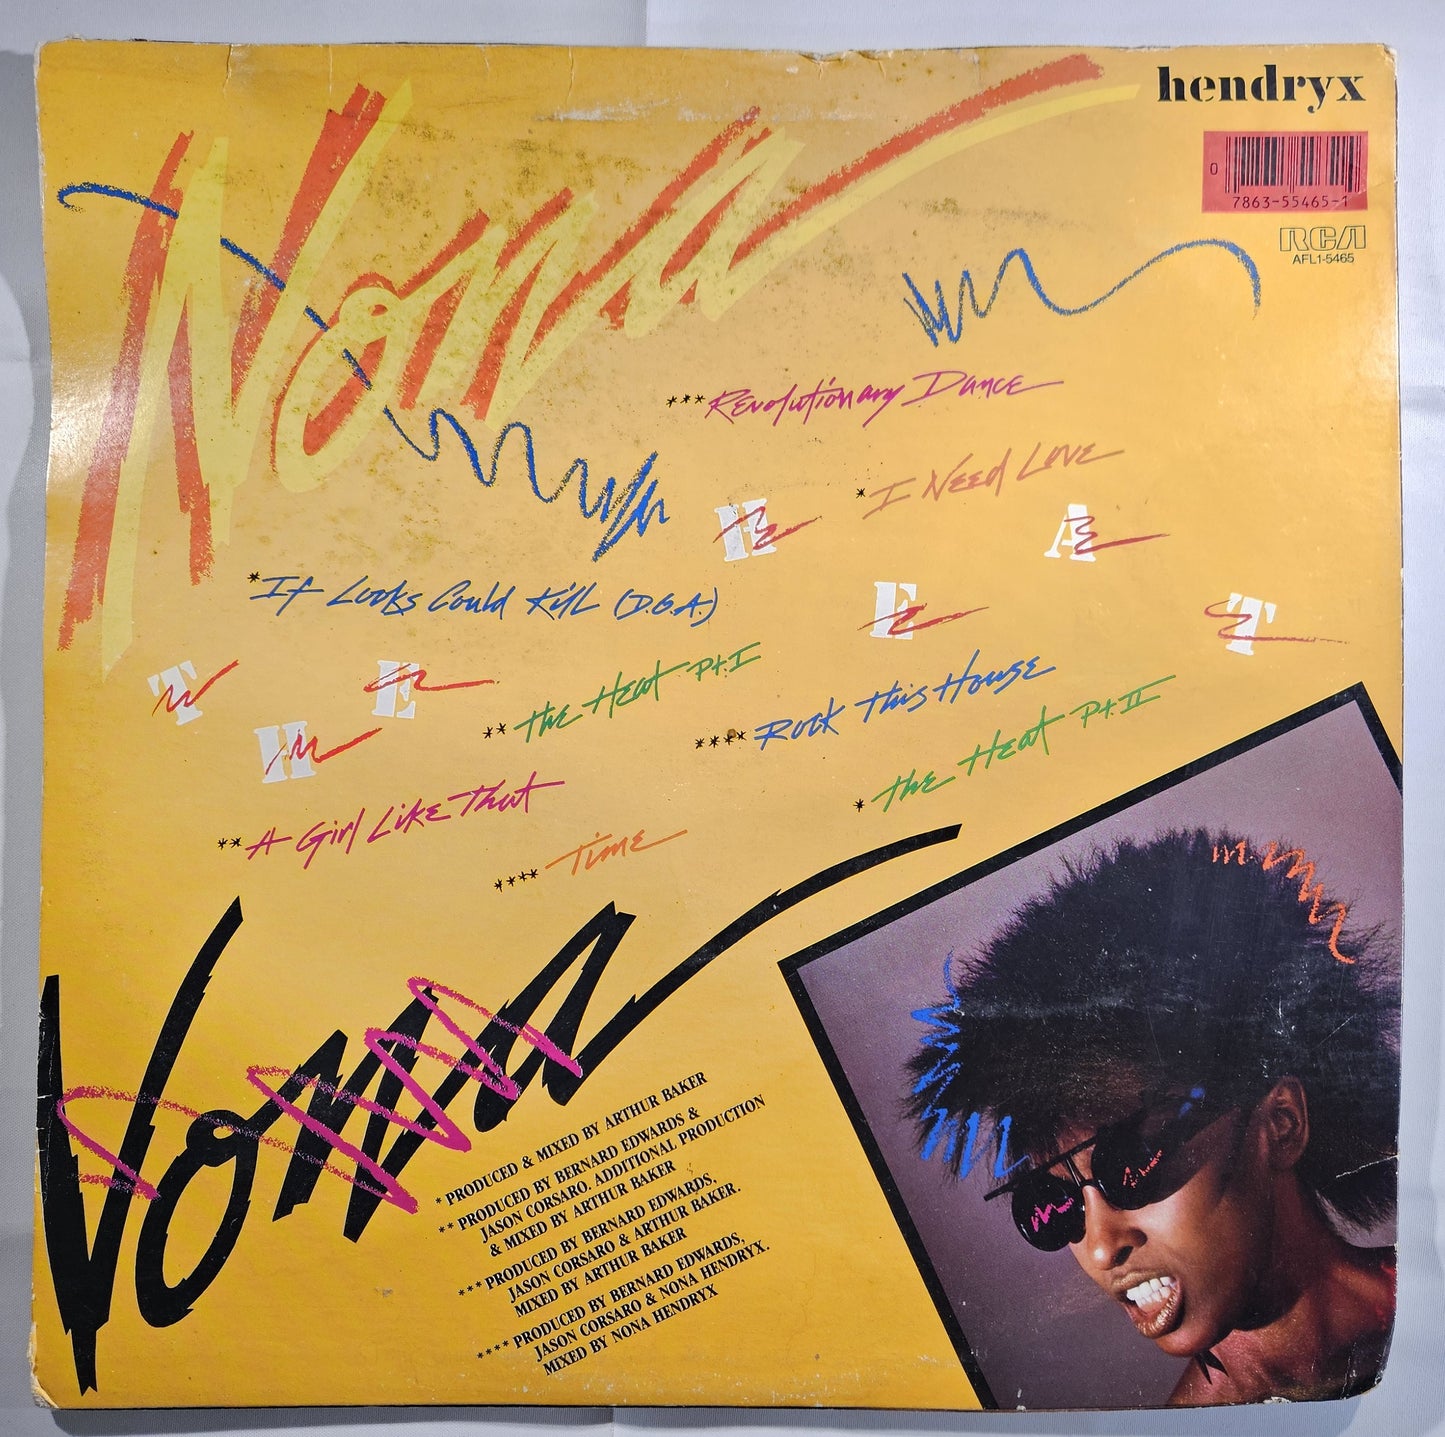 hendryx
Nona
0
7863-55465-1
RCA
AFL1-5465
***Revolutionary Dance
*I Need Love
H A
E T
*If Looks Could Kill (D.G.A.)
T E
H
**The Heat Pt. I
****Rock This House
*The Heat Pt. II
**A Girl Like That
****Time
Nona
* PRODUCED & MIXED BY ARTHUR BAKER
** PRODUCED BY BERNARD EDWARDS &
JASON CORSARO. ADDITIONAL PRODUCTION
& MIXED BY ARTHUR BAKER
*** PRODUCED BY BERNARD EDWARDS,
JASON CORSARO & ARTHUR BAKER.
MIXED BY ARTHUR BAKER
**** PRODUCED BY BERNARD EDWARDS,
JASON CORSARO & NONA HENDRYX.
MIXED BY NONA HENDRYX